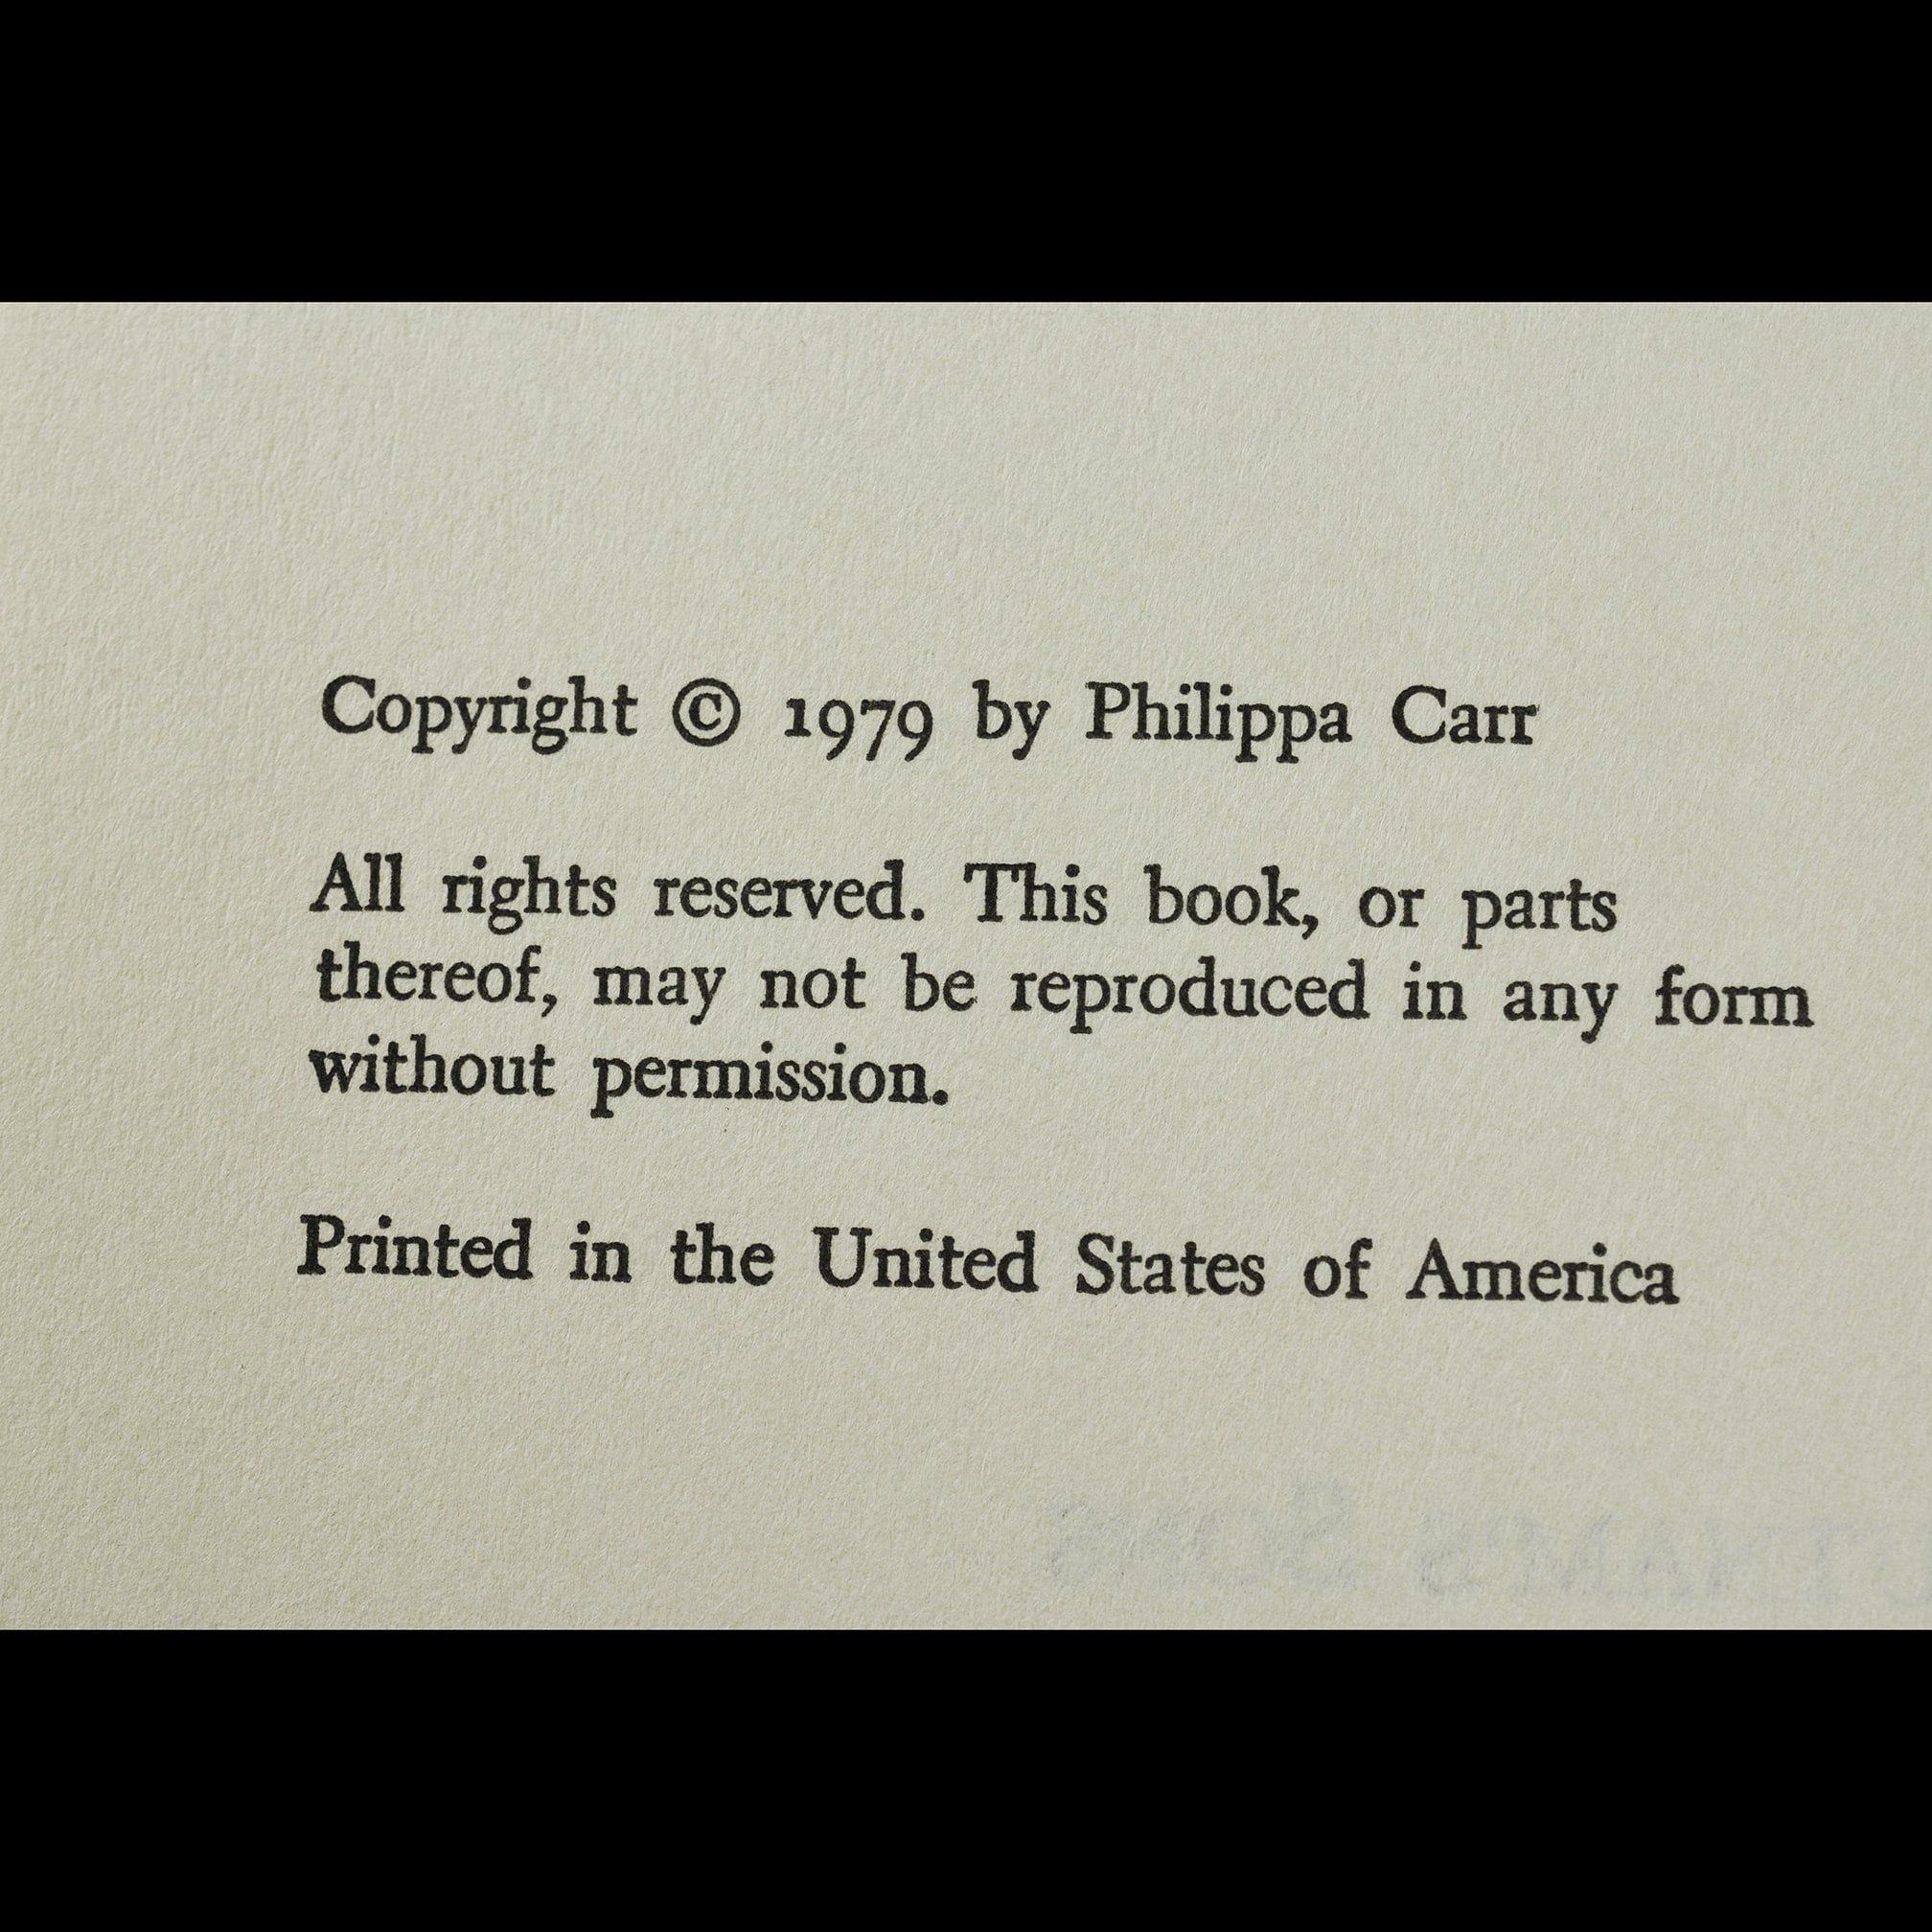 Copyright © 1979 by Philippa Carr
All rights reserved. This book, or parts
thereof, may not be reproduced in any form
without permission.
Printed in the United States of America